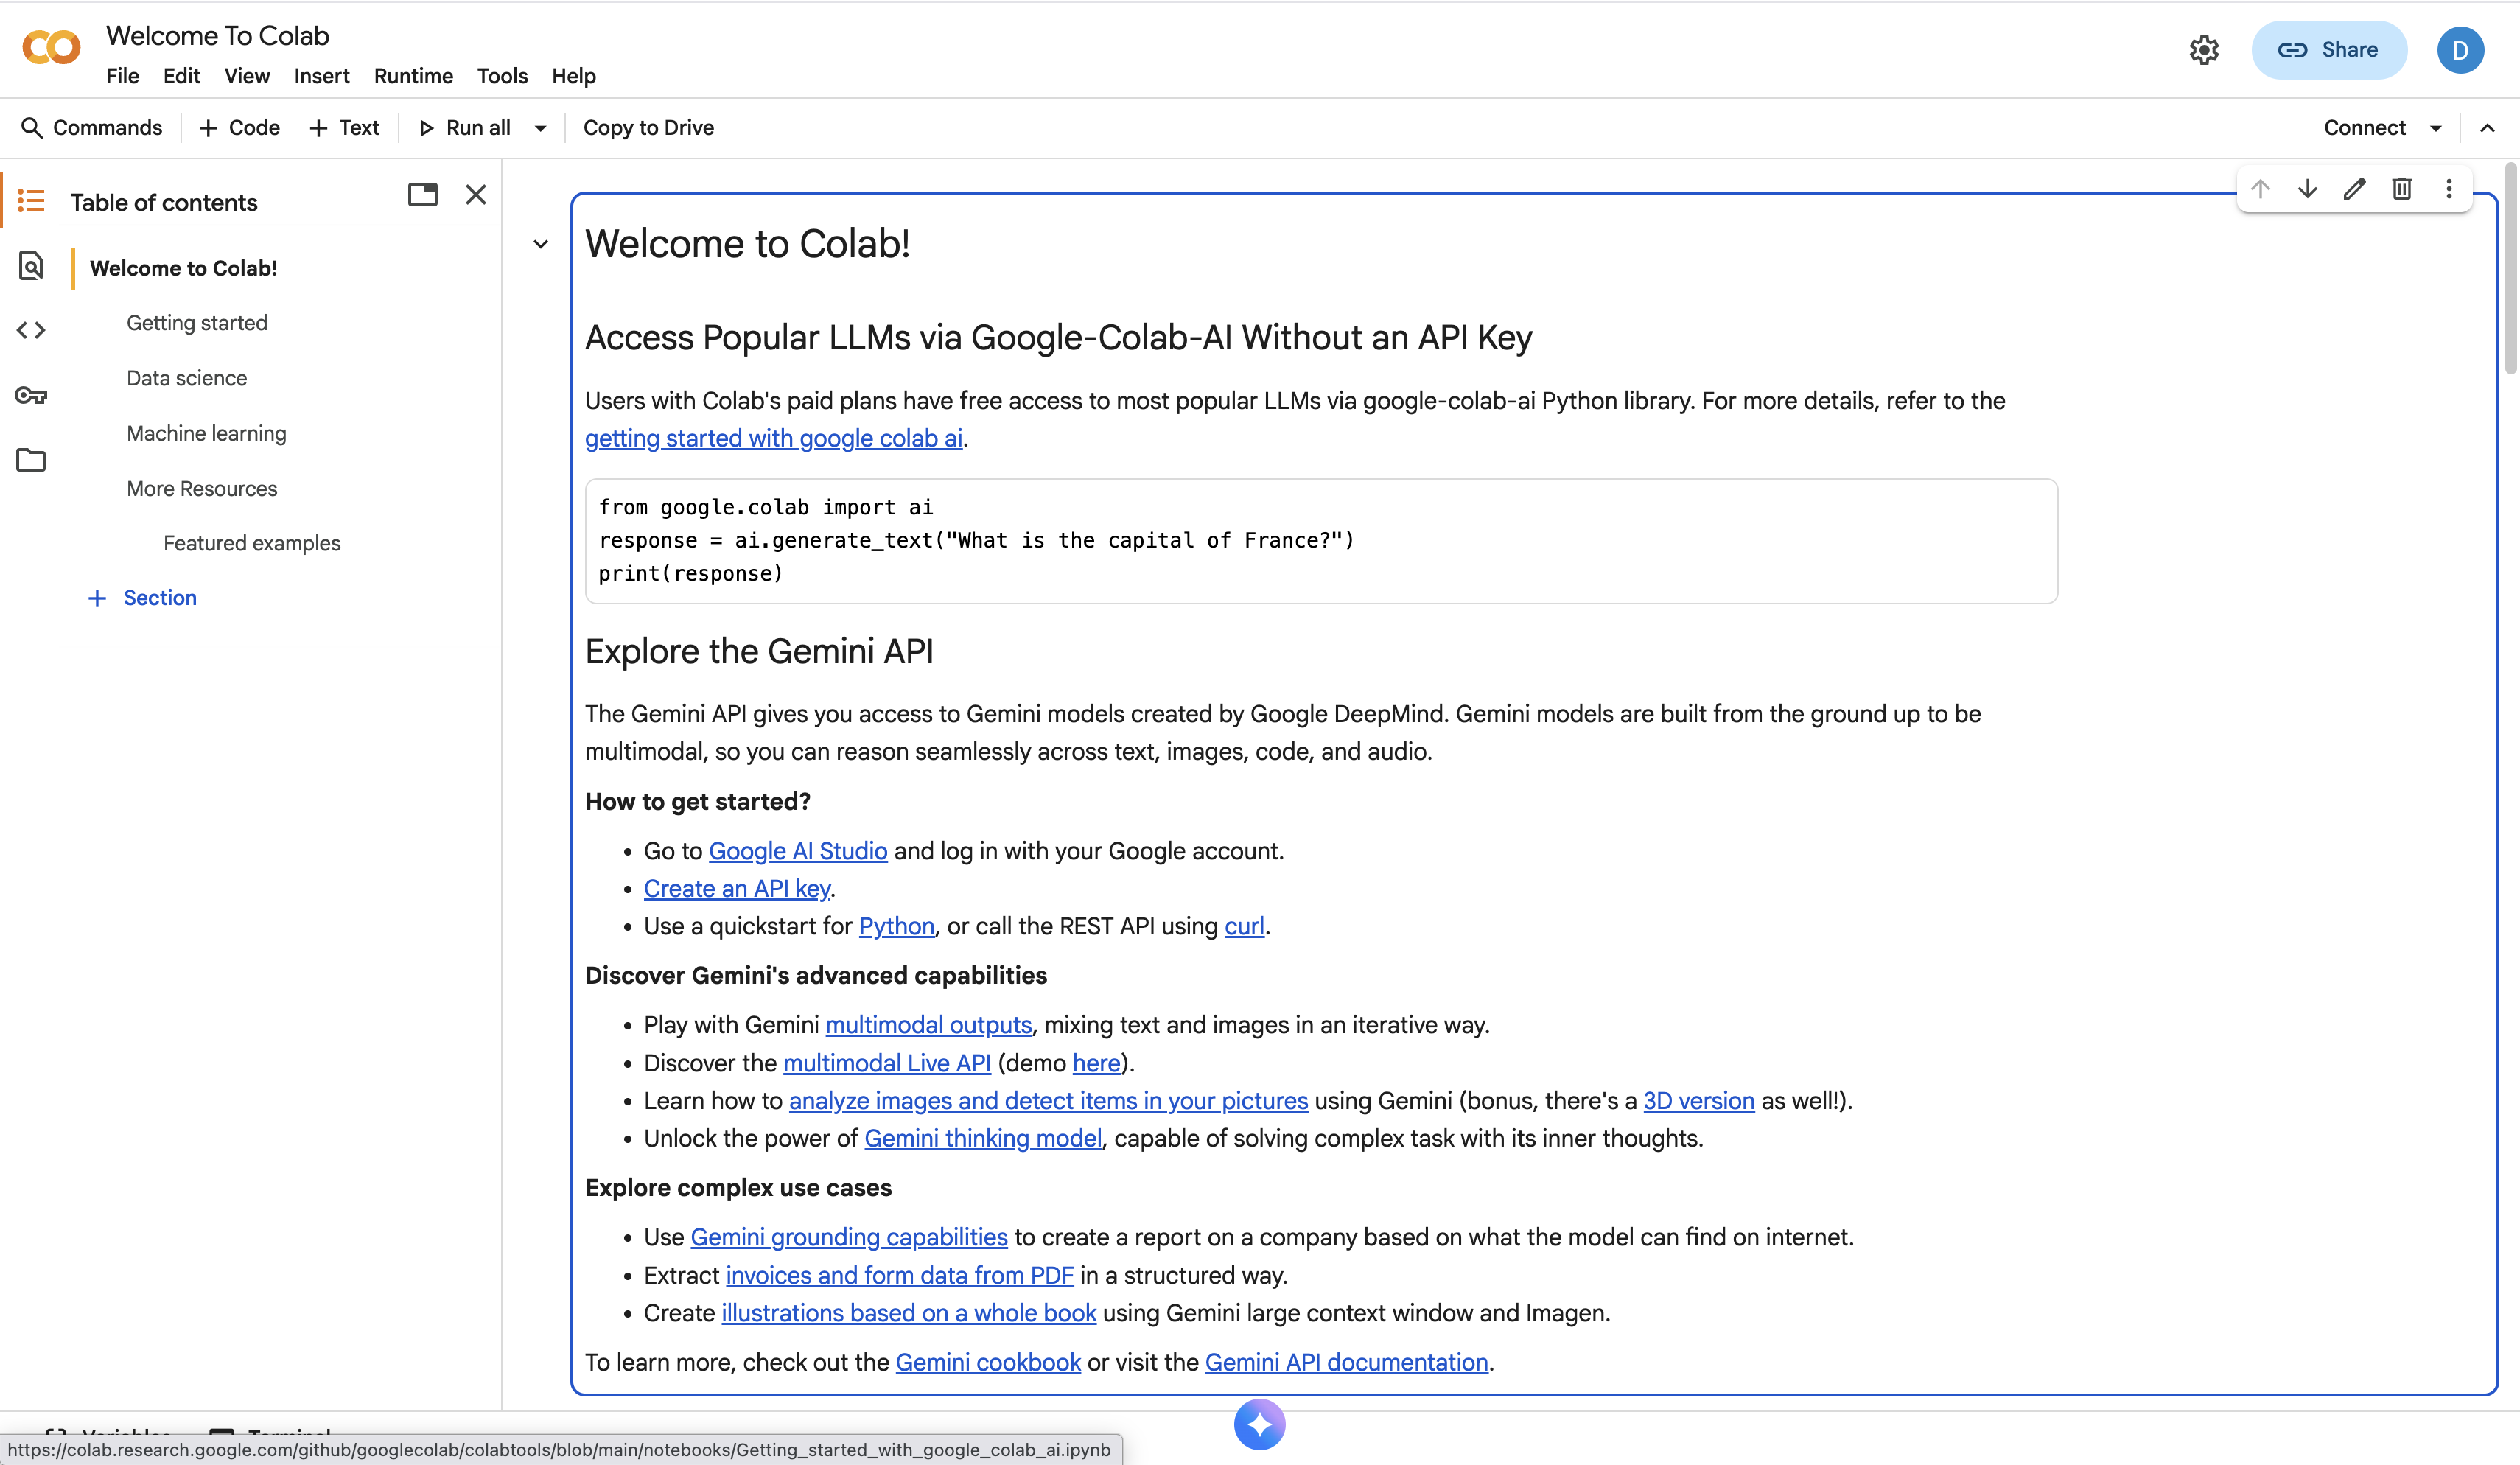 Welcome To Colab
File Edit View Insert Runtime Tools Help
Share
D
Commands + Code + Text Run all Copy to Drive
Connect
Table of contents
Welcome to Colab!
Getting started
Data science
Machine learning
More Resources
Featured examples
+ Section
Welcome to Colab!
Access Popular LLMs via Google-Colab-AI Without an API Key
Users with Colab's paid plans have free access to most popular LLMs via google-colab-ai Python library. For more details, refer to the
getting started with google colab ai.
from google.colab import ai
response = ai.generate_text("What is the capital of France?")
print(response)
Explore the Gemini API
The Gemini API gives you access to Gemini models created by Google DeepMind. Gemini models are built from the ground up to be
multimodal, so you can reason seamlessly across text, images, code, and audio.
How to get started?
• Go to Google AI Studio and log in with your Google account.
• Create an API key.
• Use a quickstart for Python, or call the REST API using curl.
Discover Gemini's advanced capabilities
• Play with Gemini multimodal outputs, mixing text and images in an iterative way.
• Discover the multimodal Live API (demo here).
• Learn how to analyze images and detect items in your pictures using Gemini (bonus, there's a 3D version as well!).
• Unlock the power of Gemini thinking model, capable of solving complex task with its inner thoughts.
Explore complex use cases
• Use Gemini grounding capabilities to create a report on a company based on what the model can find on internet.
• Extract invoices and form data from PDF in a structured way.
• Create illustrations based on a whole book using Gemini large context window and Imagen.
To learn more, check out the Gemini cookbook or visit the Gemini API documentation.
Variables Terminal
https://colab.research.google.com/github/googlecolab/colabtools/blob/main/notebooks/Getting_started_with_google_colab_ai.ipynb